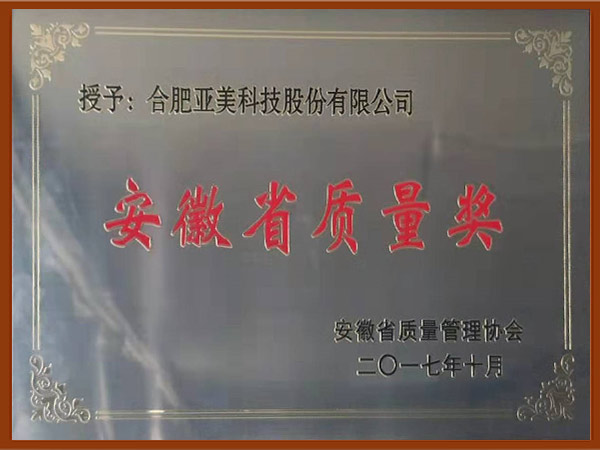 授予：合肥亚美科技股份有限公司
安徽省质量奖
安徽省质量管理协会
二〇一七年十月